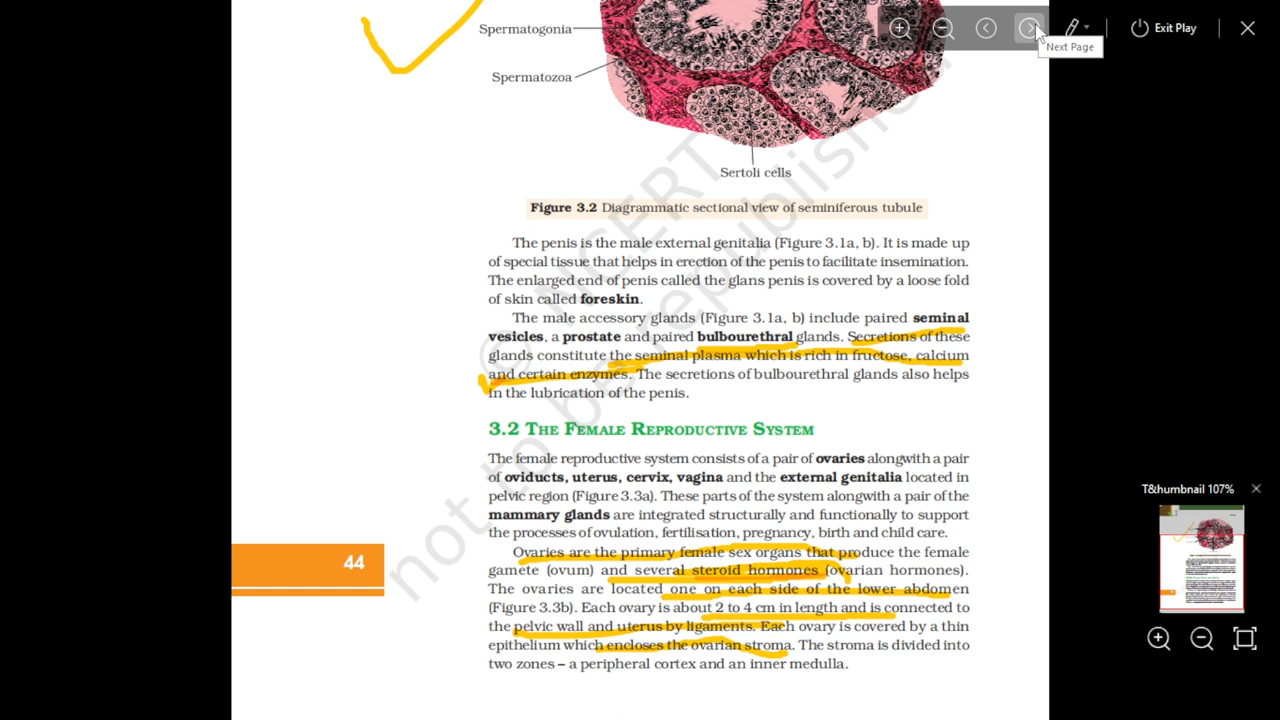 Spermatogonia
Exit Play
Next Page
Spermatozoa
Sertoli cells
Figure 3.2 Diagrammatic sectional view of seminiferous tubule
The penis is the male external genitalia (Figure 3.1a, b). It is made up
of special tissue that helps in erection of the penis to facilitate insemination.
The enlarged end of penis called the glans penis is covered by a loose fold
of skin called foreskin.
The male accessory glands (Figure 3.1a, b) include paired seminal
vesicles, a prostate and paired bulbourethral glands. Secretions of these
glands constitute the seminal plasma which is rich in fructose, calcium
and certain enzymes. The secretions of bulbourethral glands also helps
in the lubrication of the penis.
3.2 The Female Reproductive System
The female reproductive system consists of a pair of ovaries alongwith a pair
of oviducts, uterus, cervix, vagina and the external genitalia located in
pelvic region (Figure 3.3a). These parts of the system alongwith a pair of the
mammary glands are integrated structurally and functionally to support
the processes of ovulation, fertilisation, pregnancy, birth and child care.
Ovaries are the primary female sex organs that produce the female
gamete (ovum) and several steroid hormones (ovarian hormones).
The ovaries are located one on each side of the lower abdomen
(Figure 3.3b). Each ovary is about 2 to 4 cm in length and is connected to
the pelvic wall and uterus by ligaments. Each ovary is covered by a thin
epithelium which encloses the ovarian stroma. The stroma is divided into
two zones – a peripheral cortex and an inner medulla.
44
© NCERT
not to be republished
T&humbnail 107%